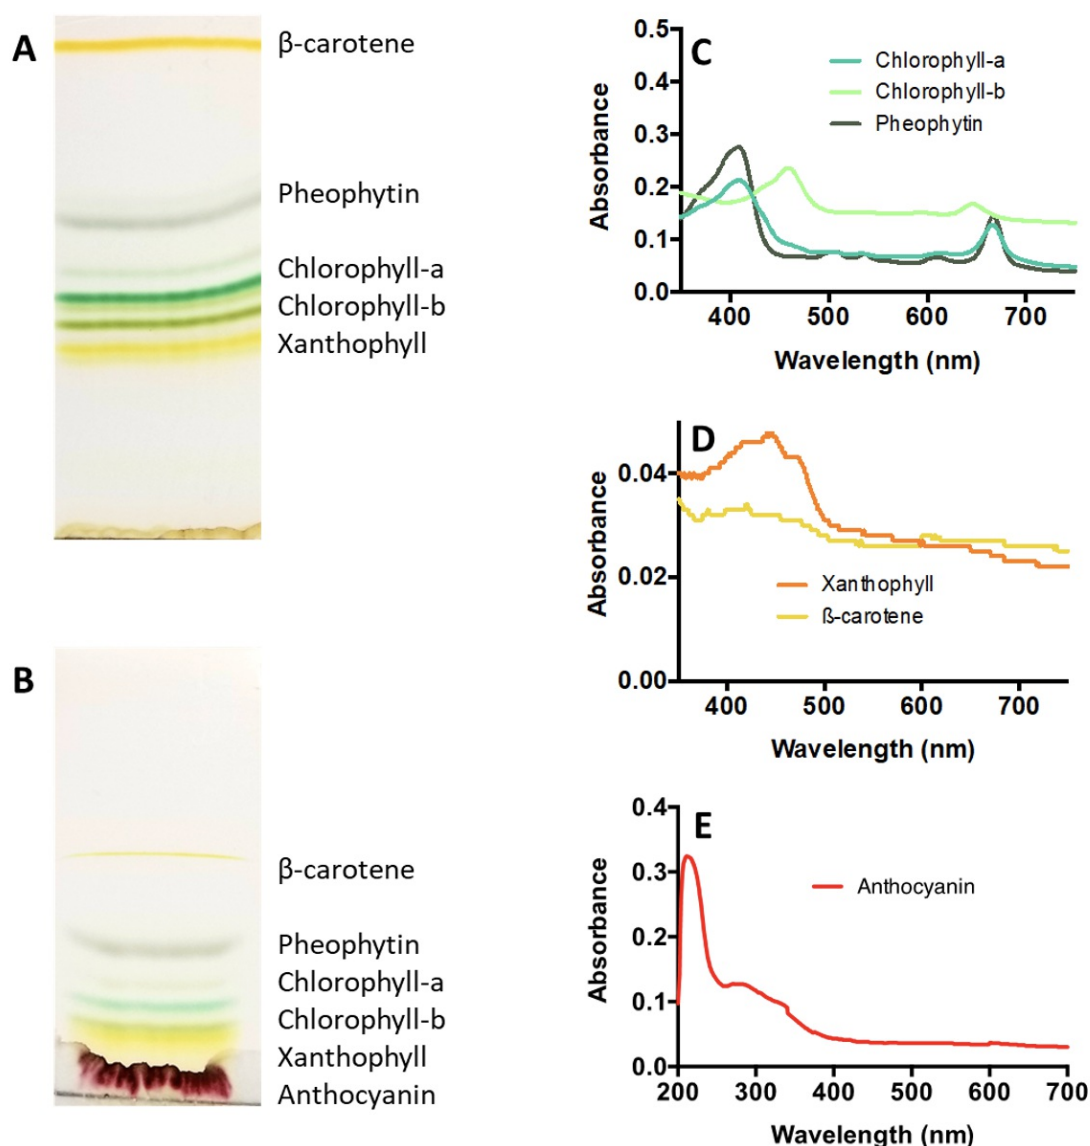 A
β-carotene
Pheophytin
Chlorophyll-a
Chlorophyll-b
Xanthophyll
B
β-carotene
Pheophytin
Chlorophyll-a
Chlorophyll-b
Xanthophyll
Anthocyanin
C
0.5
0.4
0.3
0.2
0.1
0.0
Absorbance
Chlorophyll-a
Chlorophyll-b
Pheophytin
400 500 600 700
Wavelength (nm)
D
0.04
0.02
0.00
Absorbance
Xanthophyll
ß-carotene
400 500 600 700
Wavelength (nm)
E
0.4
0.3
0.2
0.1
0.0
Absorbance
Anthocyanin
200 300 400 500 600 700
Wavelength (nm)